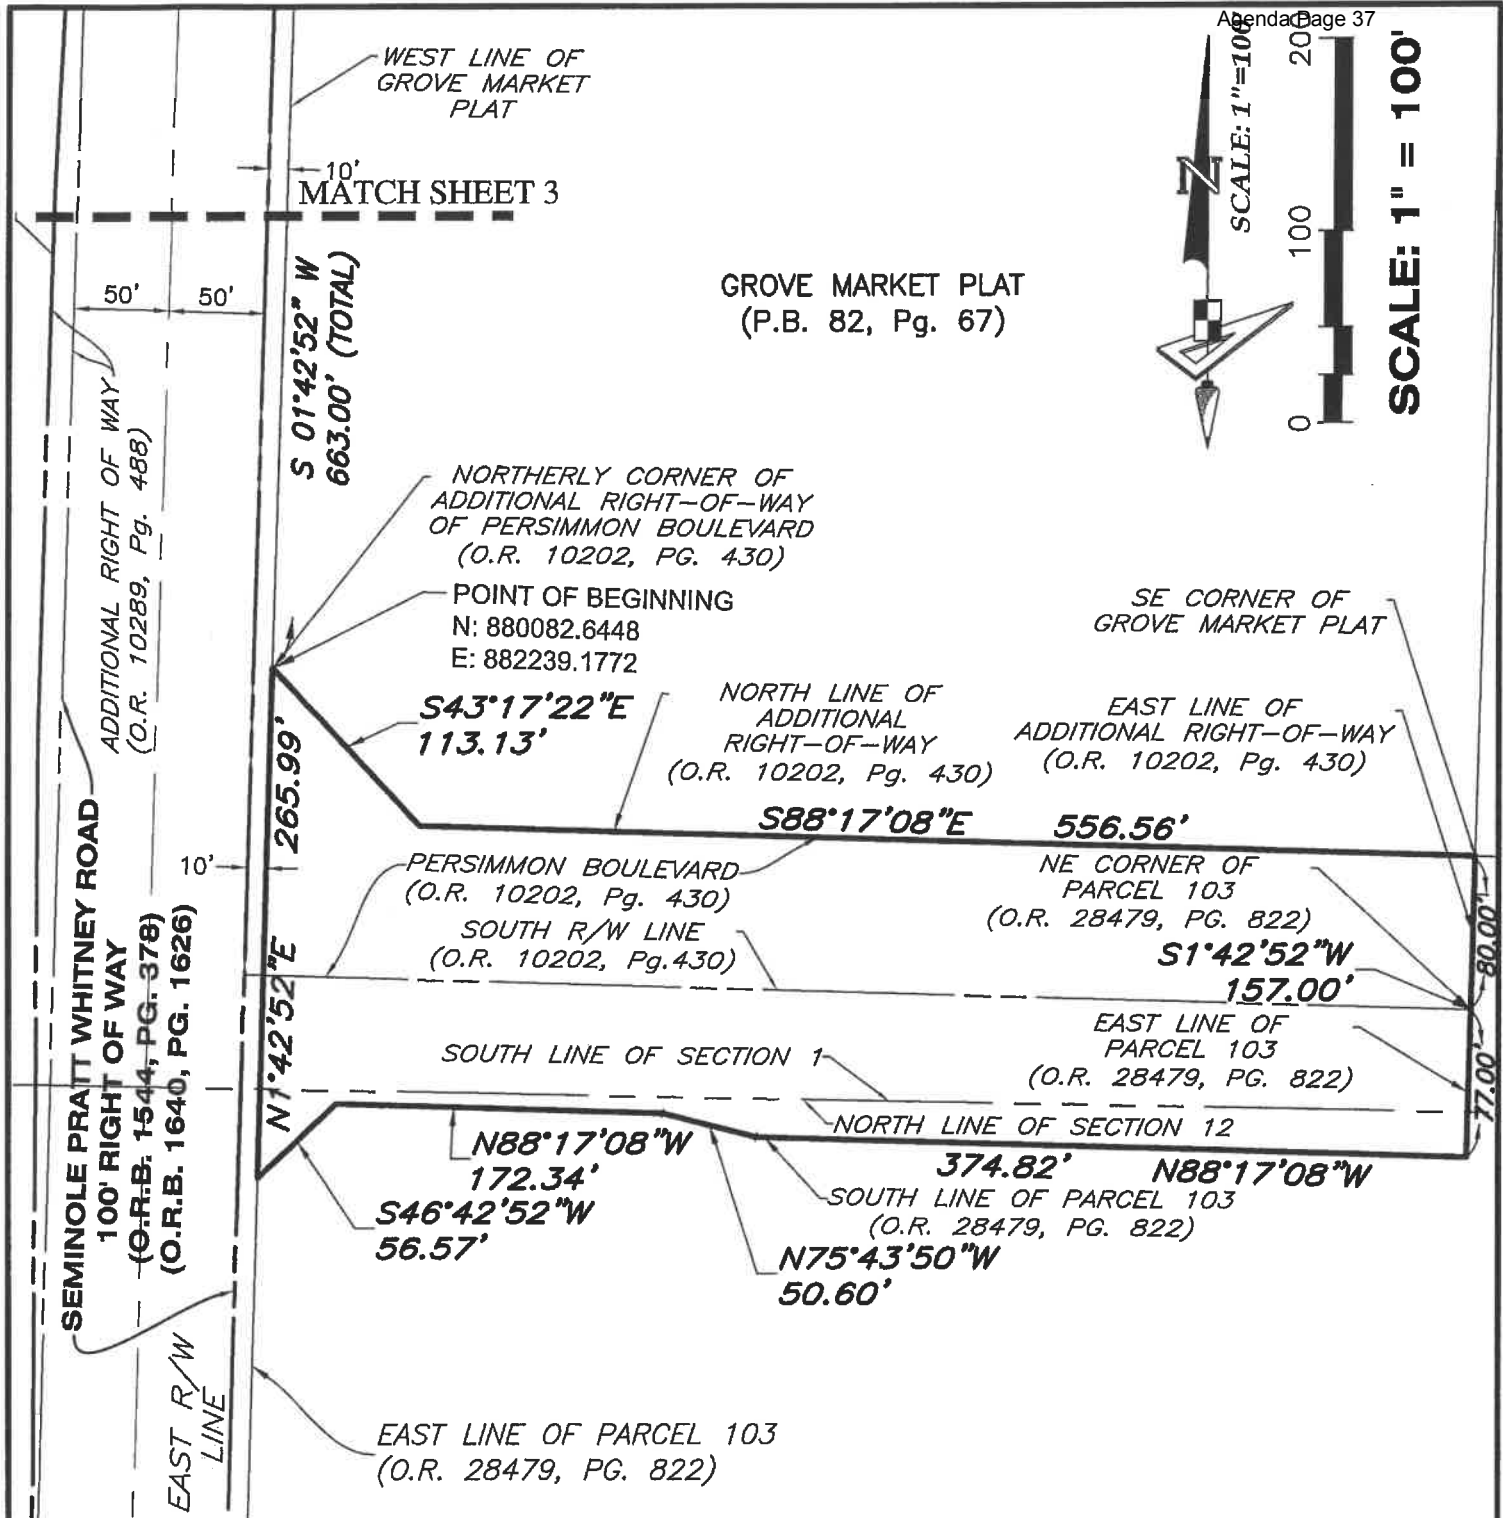 Agenda Page 37
WEST LINE OF
GROVE MARKET
PLAT
10'
MATCH SHEET 3
SCALE: 1"=100'
N
200
100
0
SCALE: 1" = 100'
50'
50'
S 01°42'52" W
663.00' (TOTAL)
GROVE MARKET PLAT
(P.B. 82, Pg. 67)
ADDITIONAL RIGHT OF WAY
(O.R. 10289, Pg. 488)
NORTHERLY CORNER OF
ADDITIONAL RIGHT-OF-WAY
OF PERSIMMON BOULEVARD
(O.R. 10202, PG. 430)
POINT OF BEGINNING
N: 880082.6448
E: 882239.1772
SE CORNER OF
GROVE MARKET PLAT
S43°17'22"E
113.13'
NORTH LINE OF
ADDITIONAL
RIGHT-OF-WAY
(O.R. 10202, Pg. 430)
EAST LINE OF
ADDITIONAL RIGHT-OF-WAY
(O.R. 10202, Pg. 430)
S88°17'08"E 556.56'
N1°42'52"E 265.99'
10'
PERSIMMON BOULEVARD
(O.R. 10202, Pg. 430)
SOUTH R/W LINE
(O.R. 10202, Pg.430)
NE CORNER OF
PARCEL 103
(O.R. 28479, PG. 822)
S1°42'52"W
157.00'
80.00'
77.00'
EAST LINE OF
PARCEL 103
(O.R. 28479, PG. 822)
SEMINOLE PRATT WHITNEY ROAD
100' RIGHT OF WAY
(O.R.B. 1544, PG. 378)
(O.R.B. 1640, PG. 1626)
SOUTH LINE OF SECTION 1
NORTH LINE OF SECTION 12
N88°17'08"W
172.34'
374.82' N88°17'08"W
S46°42'52"W
56.57'
SOUTH LINE OF PARCEL 103
(O.R. 28479, PG. 822)
N75°43'50"W
50.60'
EAST R/W
LINE
EAST LINE OF PARCEL 103
(O.R. 28479, PG. 822)